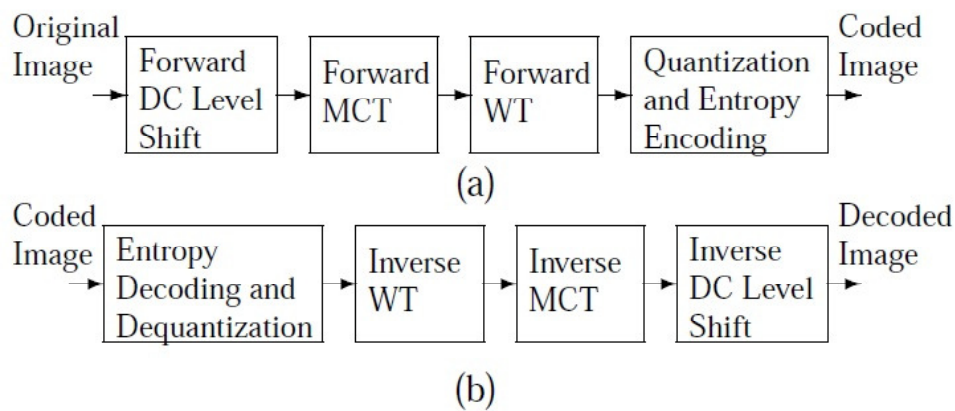 Original
Image
Forward
DC Level
Shift
Forward
MCT
Forward
WT
Quantization
and Entropy
Encoding
Coded
Image
(a)
Coded
Image
Entropy
Decoding and
Dequantization
Inverse
WT
Inverse
MCT
Inverse
DC Level
Shift
Decoded
Image
(b)